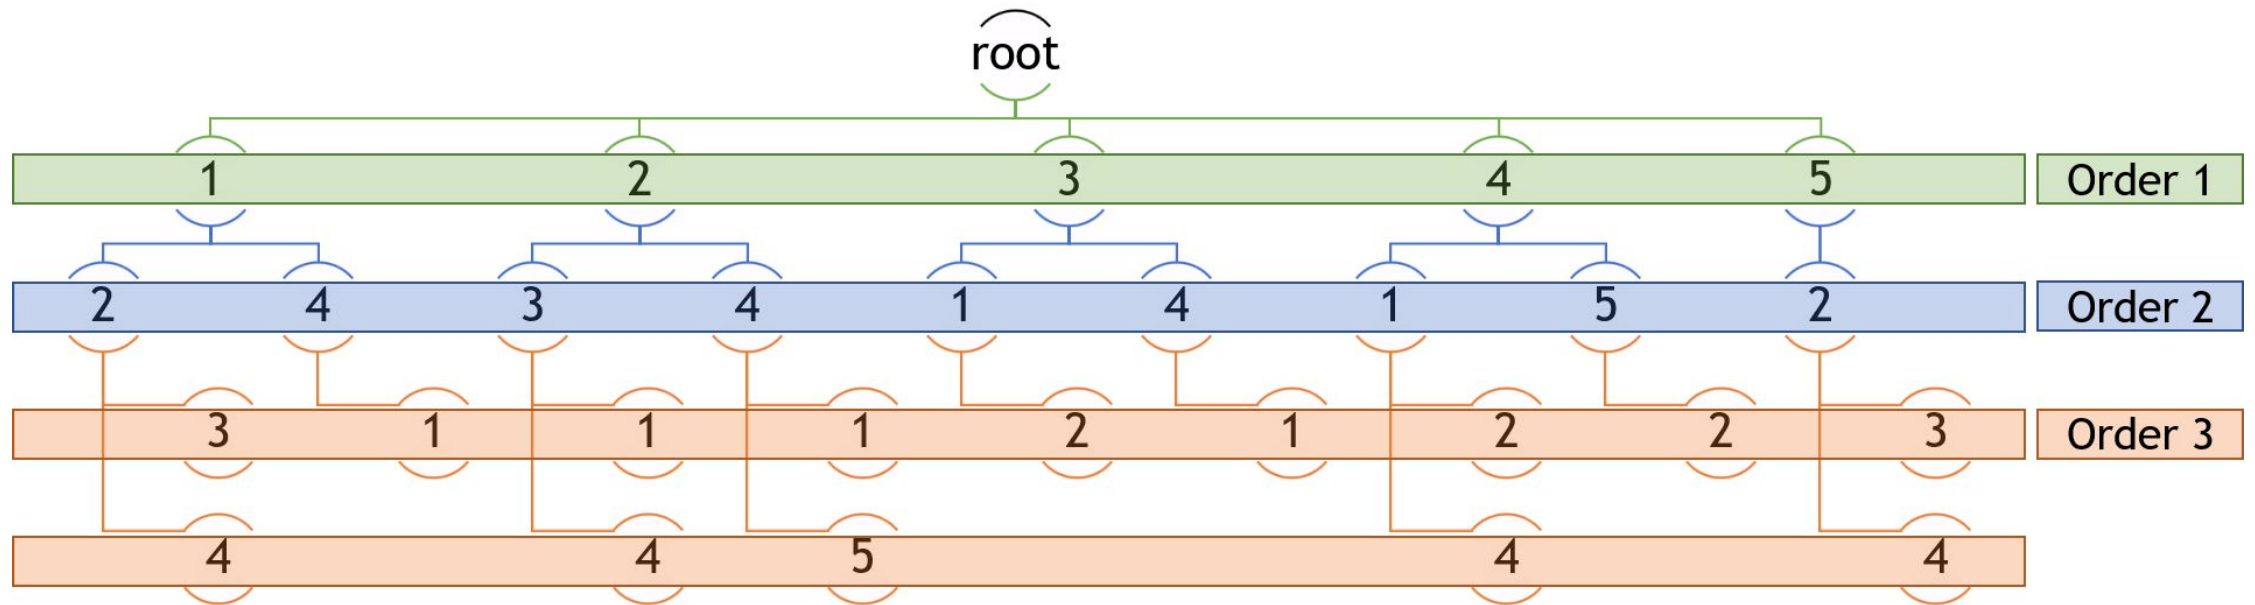 root
1 2 3 4 5 Order 1
2 4 3 4 1 4 1 5 2 Order 2
3 1 1 1 2 1 2 2 3 Order 3
4 4 5 4 4